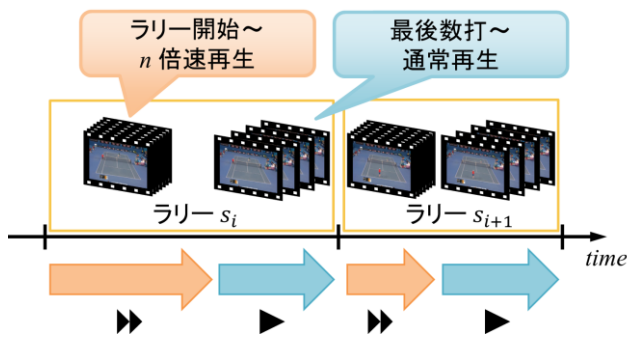 ラリー開始～
n 倍速再生
最後数打～
通常再生
ラリー s_i
ラリー s_{i+1}
time